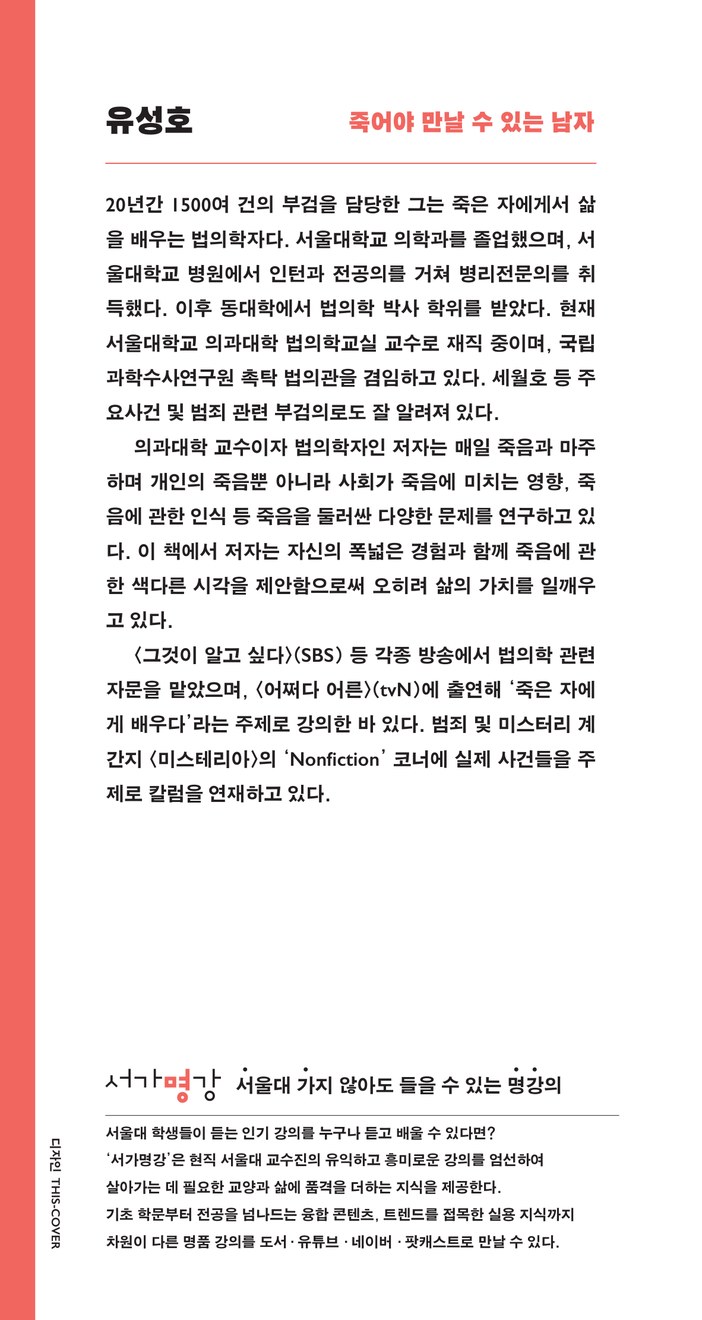 유성호
죽어야 만날 수 있는 남자
20년간 1500여 건의 부검을 담당한 그는 죽은 자에게서 삶
을 배우는 법의학자다. 서울대학교 의학과를 졸업했으며, 서
울대학교 병원에서 인턴과 전공의를 거쳐 병리전문의를 취
득했다. 이후 동대학에서 법의학 박사 학위를 받았다. 현재
서울대학교 의과대학 법의학교실 교수로 재직 중이며, 국립
과학수사연구원 촉탁 법의관을 겸임하고 있다. 세월호 등 주
요사건 및 범죄 관련 부검의로도 잘 알려져 있다.
의과대학 교수이자 법의학자인 저자는 매일 죽음과 마주
하며 개인의 죽음뿐 아니라 사회가 죽음에 미치는 영향, 죽
음에 관한 인식 등 죽음을 둘러싼 다양한 문제를 연구하고 있
다. 이 책에서 저자는 자신의 폭넓은 경험과 함께 죽음에 관
한 색다른 시각을 제안함으로써 오히려 삶의 가치를 일깨우
고 있다.
〈그것이 알고 싶다〉(SBS) 등 각종 방송에서 법의학 관련
자문을 맡았으며, 〈어쩌다 어른〉(tvN)에 출연해 ‘죽은 자에
게 배우다’라는 주제로 강의한 바 있다. 범죄 및 미스터리 계
간지 〈미스테리아〉의 ‘Nonfiction’ 코너에 실제 사건들을 주
제로 칼럼을 연재하고 있다.
서가명강 서울대 가지 않아도 들을 수 있는 명강의
서울대 학생들이 듣는 인기 강의를 누구나 듣고 배울 수 있다면?
‘서가명강’은 현직 서울대 교수진의 유익하고 흥미로운 강의를 엄선하여
살아가는 데 필요한 교양과 삶에 품격을 더하는 지식을 제공한다.
기초 학문부터 전공을 넘나드는 융합 콘텐츠, 트렌드를 접목한 실용 지식까지
차원이 다른 명품 강의를 도서 · 유튜브 · 네이버 · 팟캐스트로 만날 수 있다.
디자인 THIS-COVER